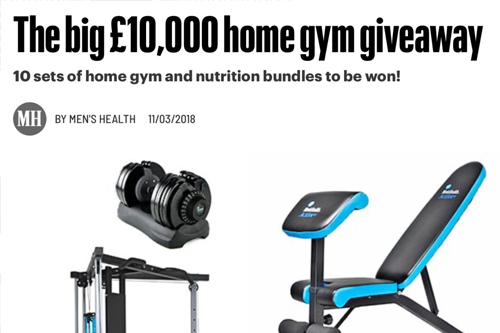 The big £10,000 home gym giveaway
10 sets of home gym and nutrition bundles to be won!
MH BY MEN'S HEALTH 11/03/2018